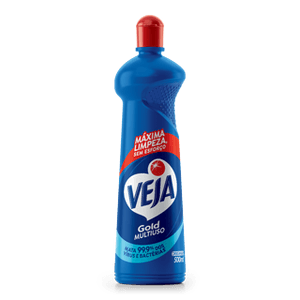 MÁXIMA
LIMPEZA,
SEM ESFORÇO
VEJA
Gold
MULTIUSO
MATA 99,9% DOS
VÍRUS E BACTÉRIAS
500ml